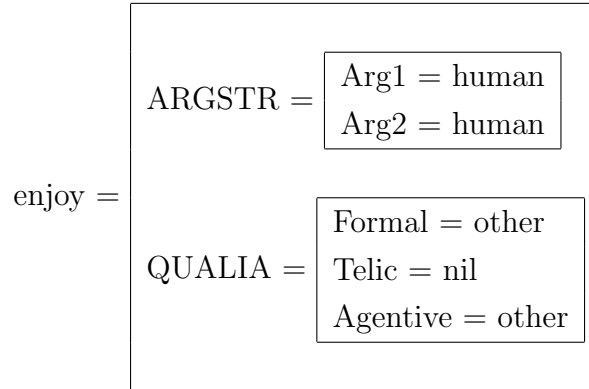 ARGSTR = Arg1 = human
Arg2 = human
enjoy =
QUALIA = Formal = other
Telic = nil
Agentive = other